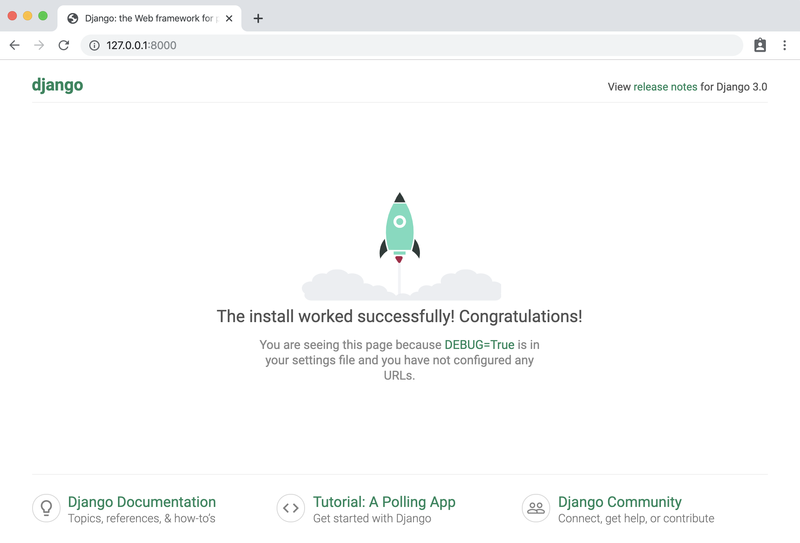 Django: the Web framework for
127.0.0.1:8000
django
View release notes for Django 3.0
The install worked successfully! Congratulations!
You are seeing this page because DEBUG=True is in
your settings file and you have not configured any
URLs.
Django Documentation
Topics, references, & how-to's
Tutorial: A Polling App
Get started with Django
Django Community
Connect, get help, or contribute